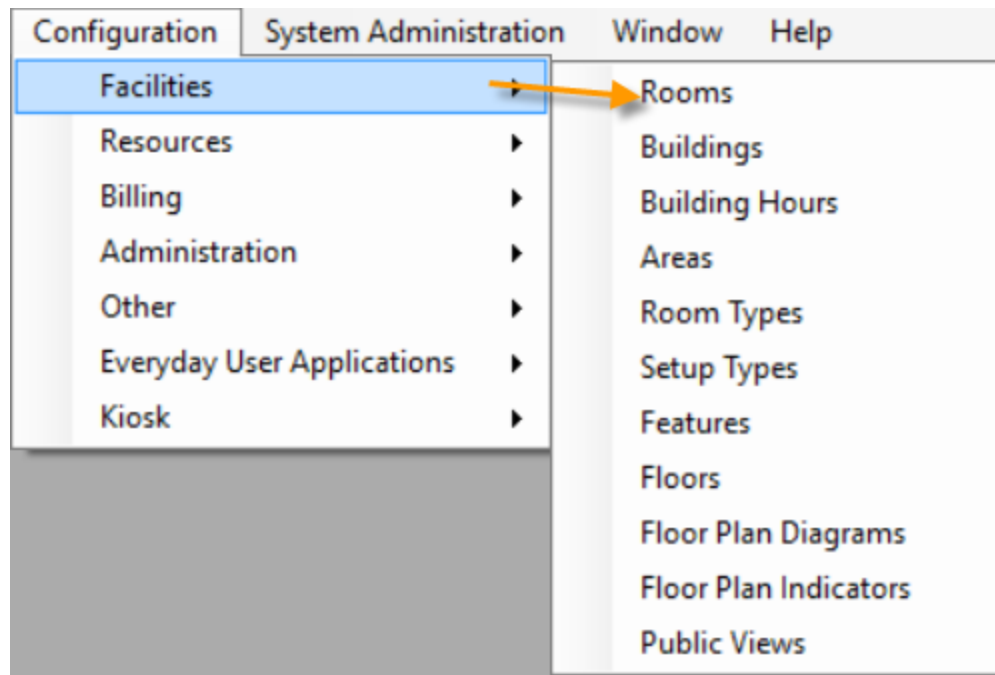 Configuration System Administration Window Help
Facilities
Resources
Billing
Administration
Other
Everyday User Applications
Kiosk
Rooms
Buildings
Building Hours
Areas
Room Types
Setup Types
Features
Floors
Floor Plan Diagrams
Floor Plan Indicators
Public Views